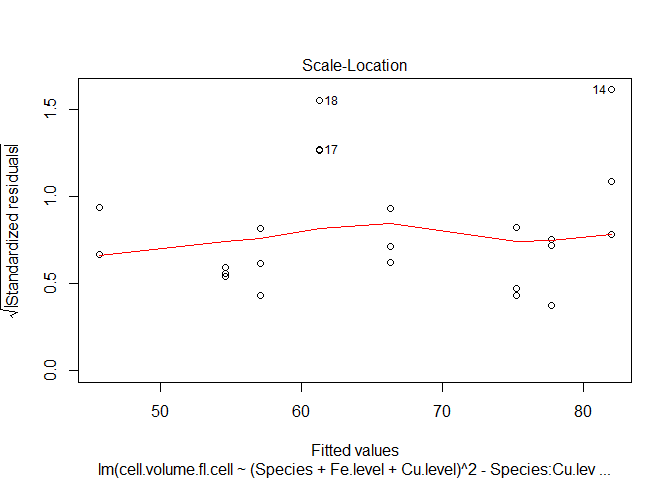 Scale-Location
√|Standardized residuals|
1.5
1.0
0.5
0.0
18
17
14
50
60
70
80
Fitted values
lm(cell.volume.fl.cell ~ (Species + Fe.level + Cu.level)^2 - Species:Cu.lev ...